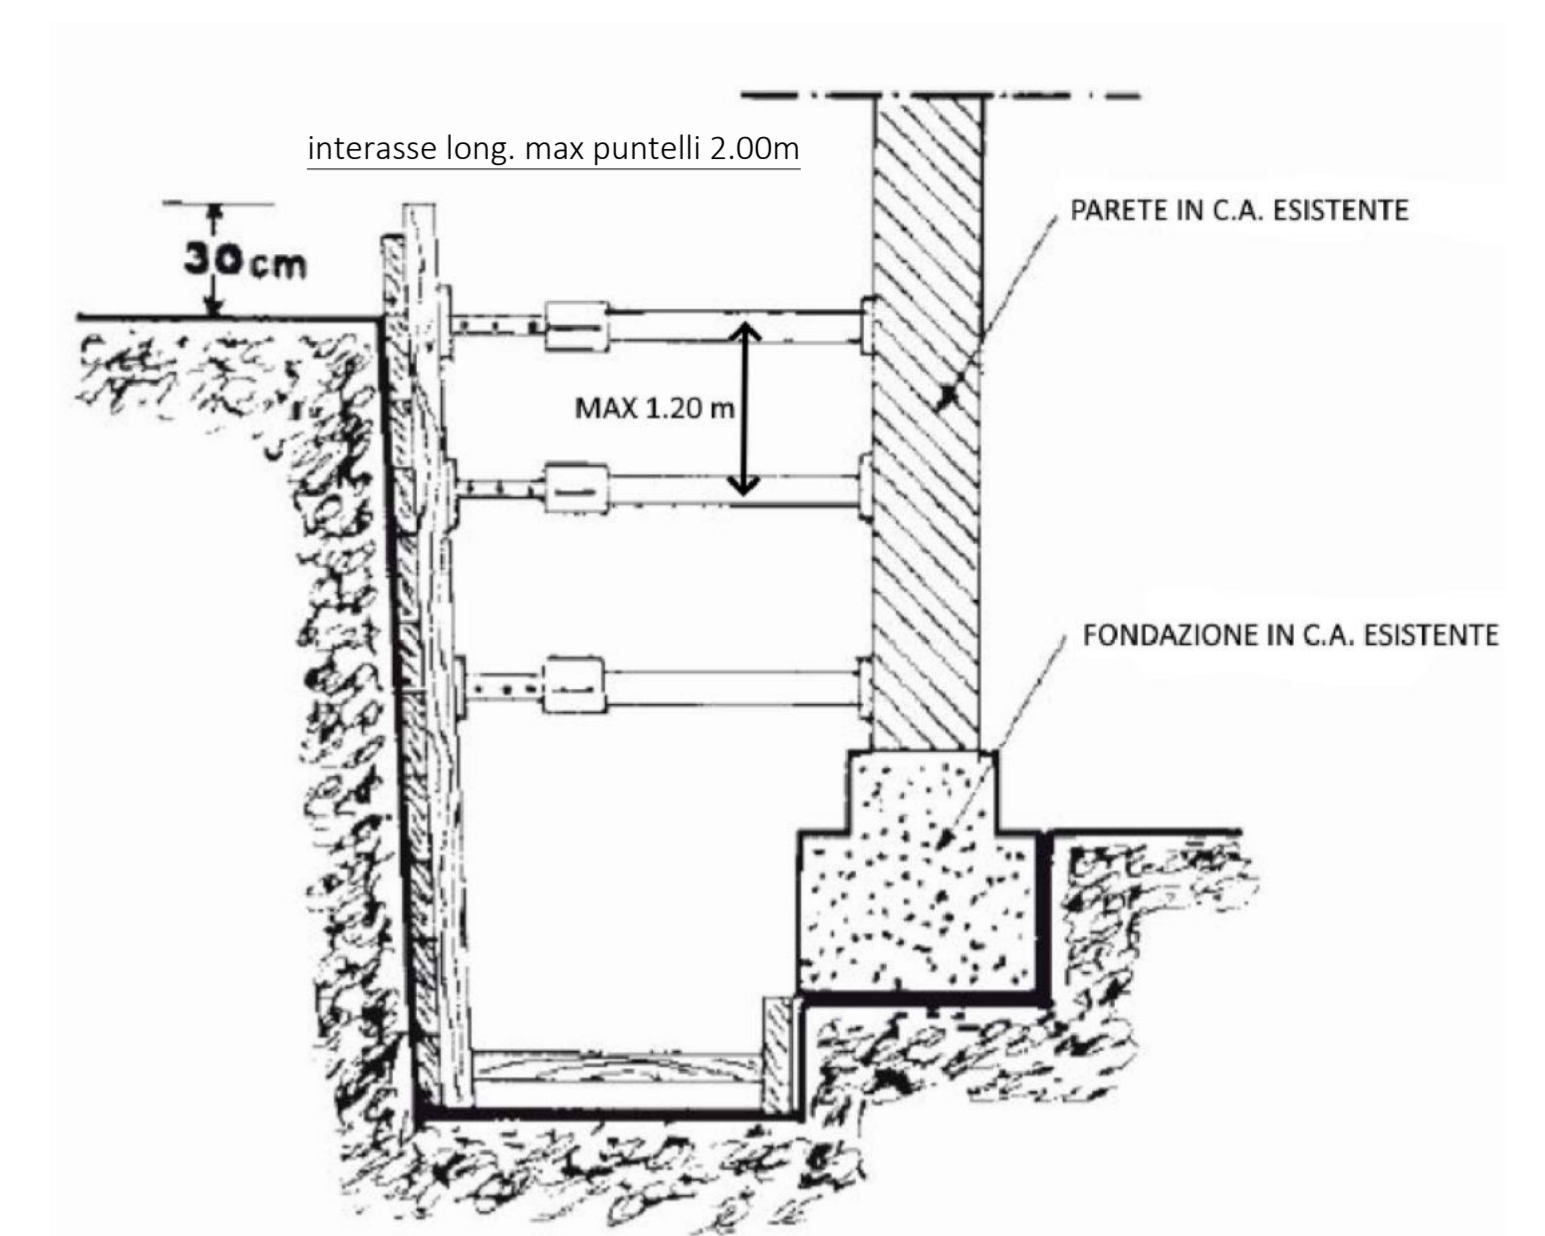 interasse long. max puntelli 2.00m
PARETE IN C.A. ESISTENTE
30cm
MAX 1.20 m
FONDAZIONE IN C.A. ESISTENTE